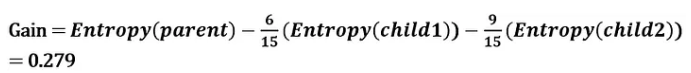 Gain = Entropy(parent) − 6/15 (Entropy(child1)) − 9/15 (Entropy(child2))
= 0.279